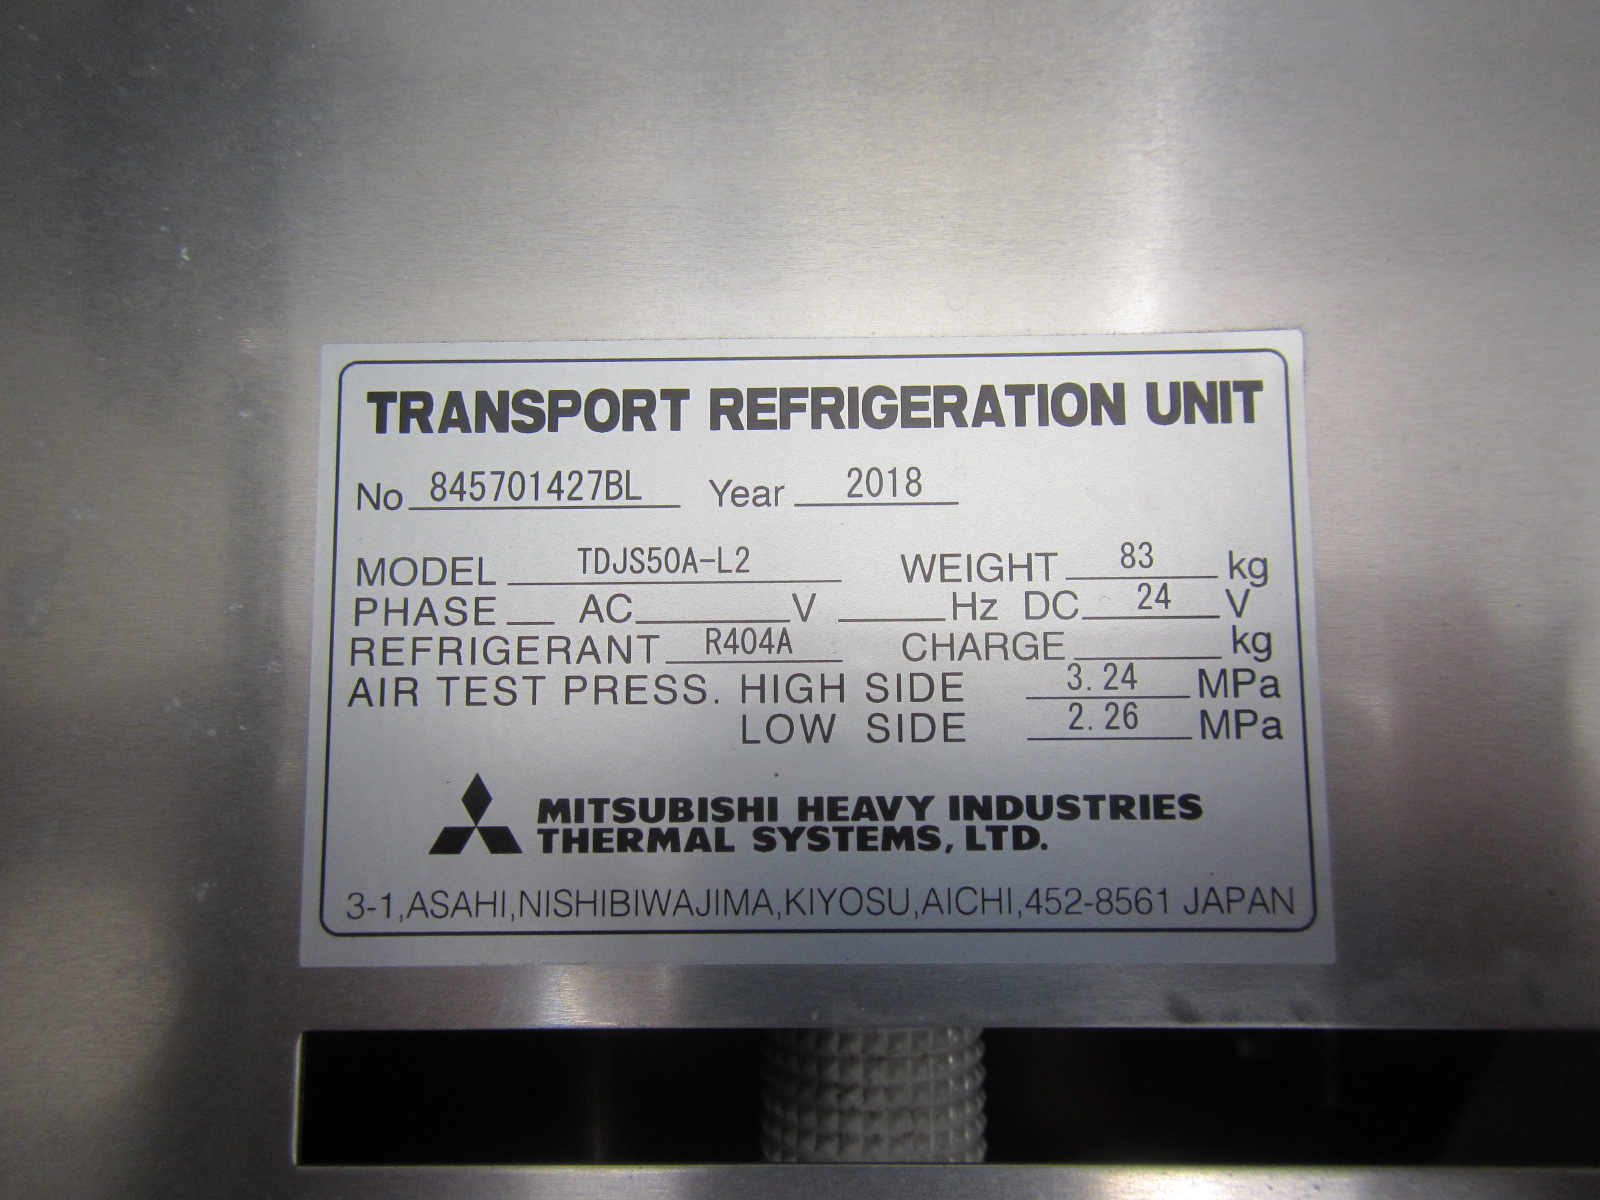 TRANSPORT REFRIGERATION UNIT
No 845701427BL Year 2018
MODEL TDJS50A-L2 WEIGHT 83 kg
PHASE AC V Hz DC 24 V
REFRIGERANT R404A CHARGE kg
AIR TEST PRESS. HIGH SIDE 3.24 MPa
LOW SIDE 2.26 MPa
MITSUBISHI HEAVY INDUSTRIES
THERMAL SYSTEMS, LTD.
3-1,ASAHI,NISHIBIWAJIMA,KIYOSU,AICHI,452-8561 JAPAN